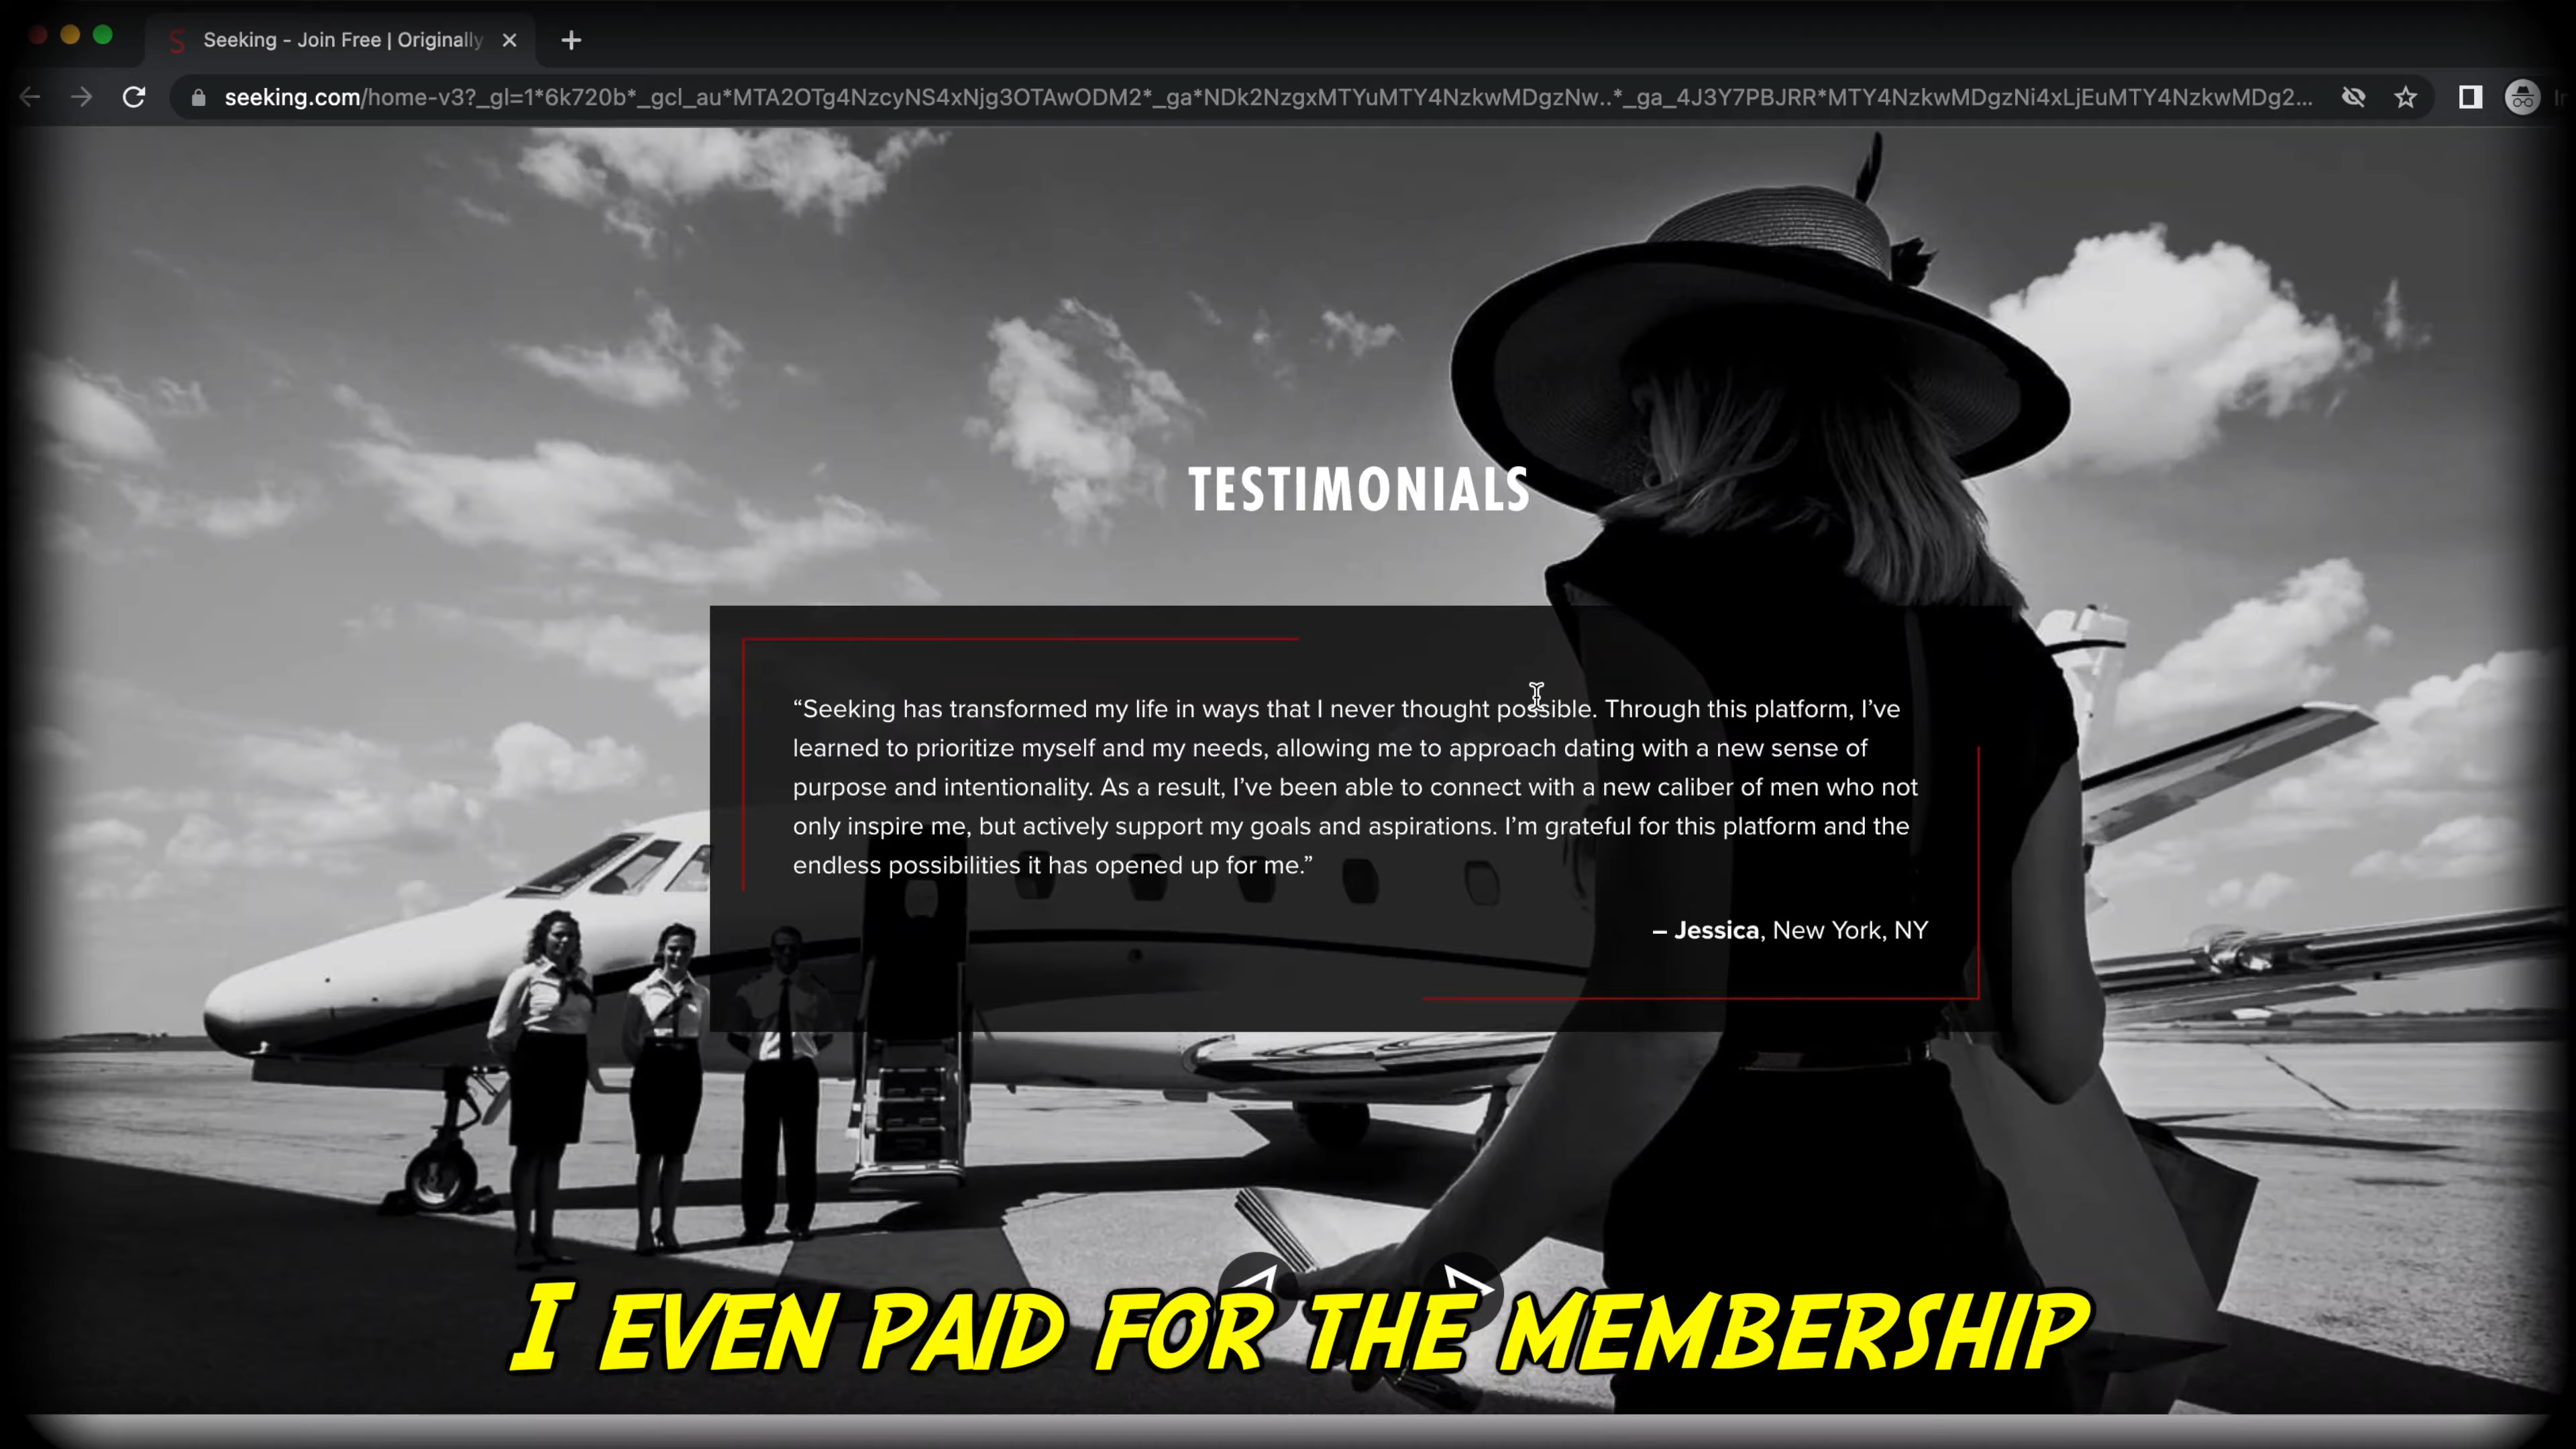 Seeking - Join Free | Originally
seeking.com/home-v3?_gl=1*6k720b*_gcl_au*MTA2OTg4NzcyNS4xNjg3OTAwODM2*_ga*NDk2NzgxMTYuMTY4NzkwMDgzNw..*_ga_4J3Y7PBJRR*MTY4NzkwMDgzNi4xLjEuMTY4NzkwMDg2...
TESTIMONIALS
“Seeking has transformed my life in ways that I never thought possible. Through this platform, I’ve
learned to prioritize myself and my needs, allowing me to approach dating with a new sense of
purpose and intentionality. As a result, I’ve been able to connect with a new caliber of men who not
only inspire me, but actively support my goals and aspirations. I’m grateful for this platform and the
endless possibilities it has opened up for me.”
– Jessica, New York, NY
I EVEN PAID FOR THE MEMBERSHIP